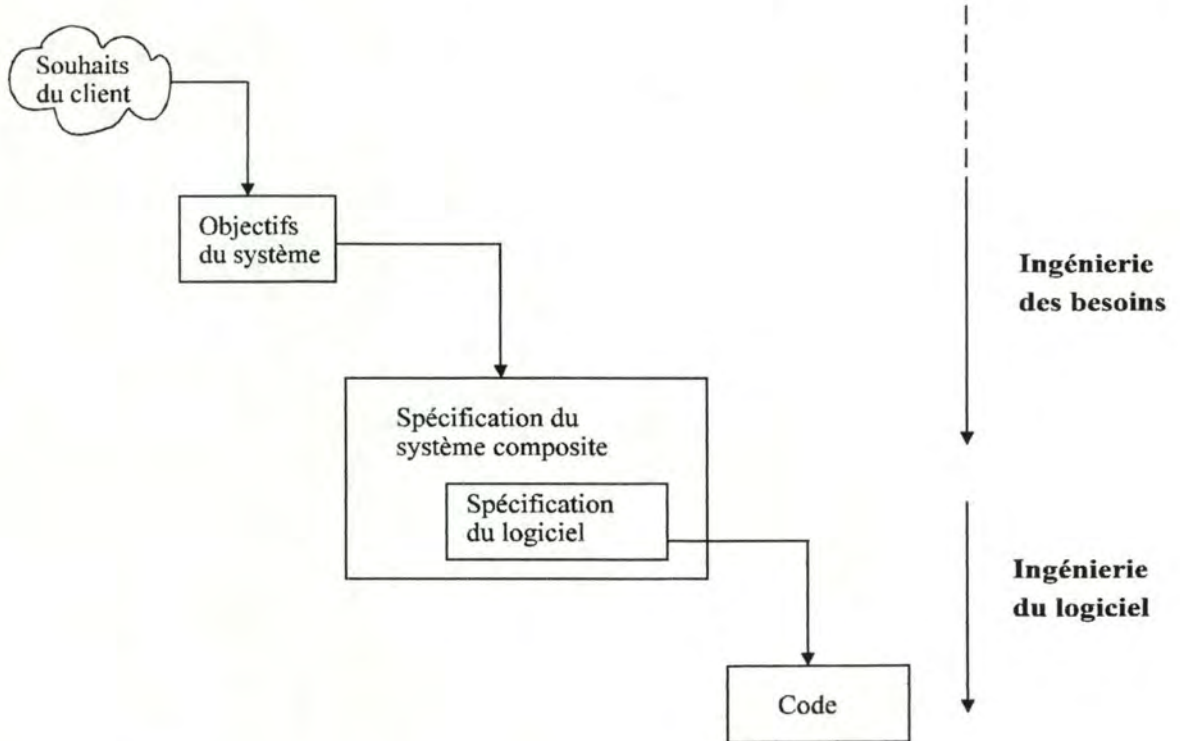 Souhaits
du client
Objectifs
du système
Ingénierie
des besoins
Spécification du
système composite
Spécification
du logiciel
Ingénierie
du logiciel
Code